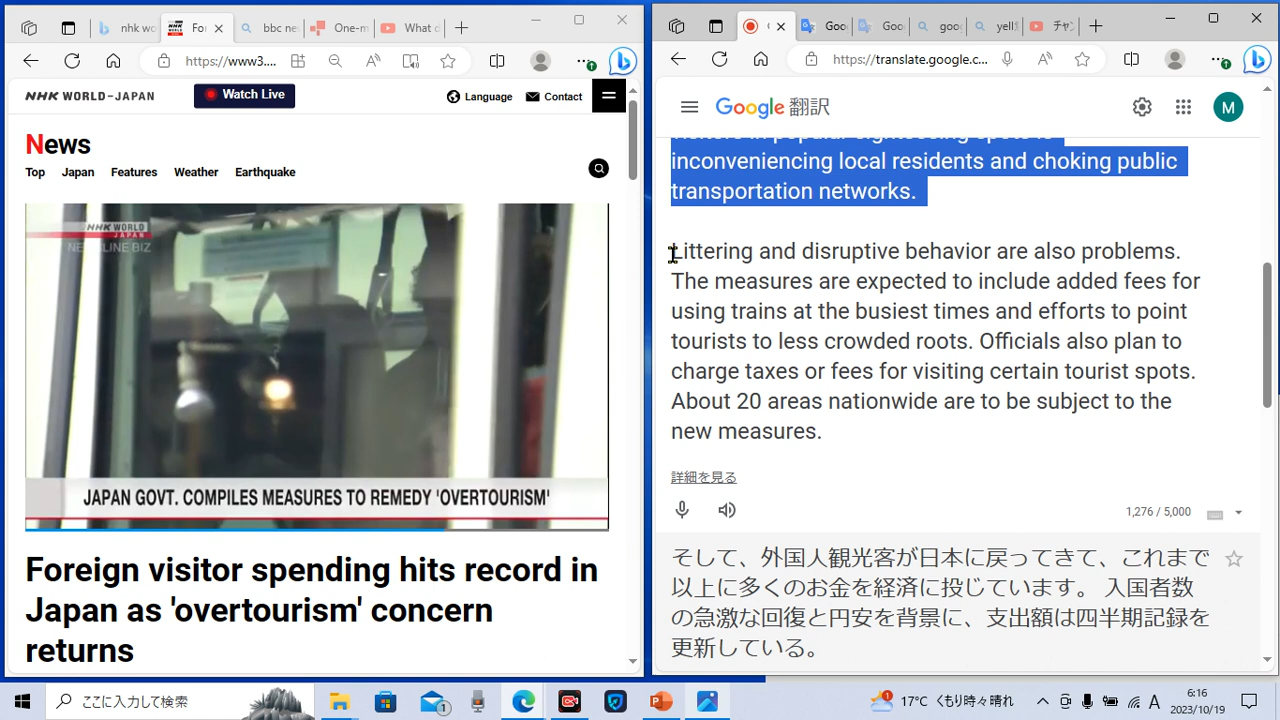 nhk wo
Fo
bbc ne
One-m
What d
https://www3....
NHK WORLD-JAPAN
Watch Live
Language
Contact
News
Top
Japan
Features
Weather
Earthquake
NHK WORLD
NEWSLINE BIZ
JAPAN GOVT. COMPILES MEASURES TO REMEDY 'OVERTOURISM'
Foreign visitor spending hits record in
Japan as 'overtourism' concern
returns
Goo
Goo
goo
yell
チャン
https://translate.google.c...
Google 翻訳
M
inconveniencing local residents and choking public
transportation networks.
Littering and disruptive behavior are also problems.
The measures are expected to include added fees for
using trains at the busiest times and efforts to point
tourists to less crowded roots. Officials also plan to
charge taxes or fees for visiting certain tourist spots.
About 20 areas nationwide are to be subject to the
new measures.
詳細を見る
1,276 / 5,000
そして、外国人観光客が日本に戻ってきて、これまで
以上に多くのお金を経済に投じています。 入国者数
の急激な回復と円安を背景に、支出額は四半期記録を
更新している。
ここに入力して検索
1
17°C くもり時々晴れ
A
6:16
2023/10/19